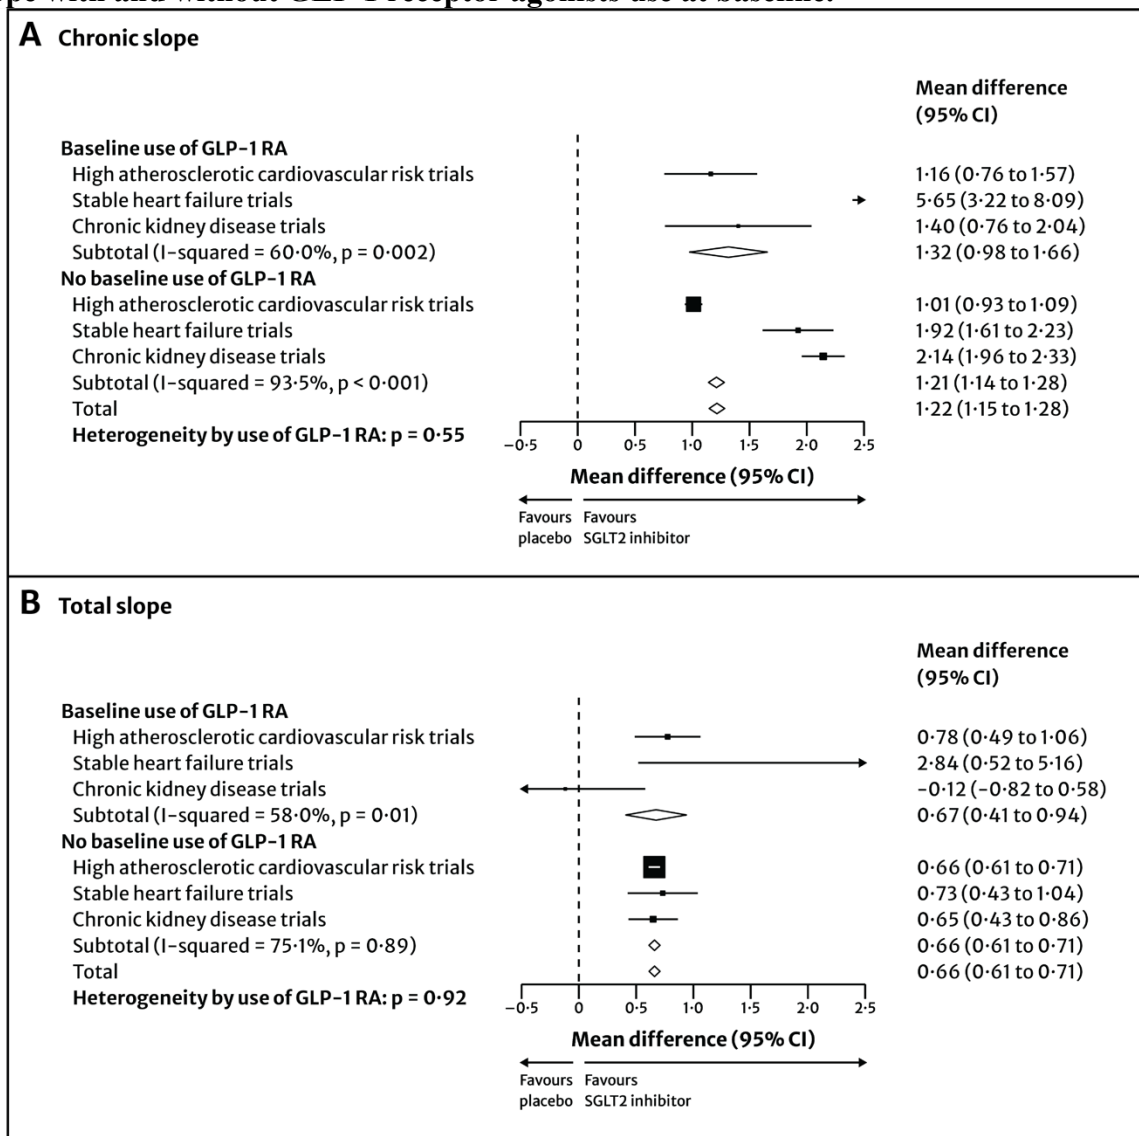 pe with and without GLP-1 receptor agonists use at baseline.
A Chronic slope
Mean difference
(95% CI)
Baseline use of GLP-1 RA
High atherosclerotic cardiovascular risk trials 1·16 (0·76 to 1·57)
Stable heart failure trials 5·65 (3·22 to 8·09)
Chronic kidney disease trials 1·40 (0·76 to 2·04)
Subtotal (I-squared = 60·0%, p = 0·002) 1·32 (0·98 to 1·66)
No baseline use of GLP-1 RA
High atherosclerotic cardiovascular risk trials 1·01 (0·93 to 1·09)
Stable heart failure trials 1·92 (1·61 to 2·23)
Chronic kidney disease trials 2·14 (1·96 to 2·33)
Subtotal (I-squared = 93·5%, p < 0·001) 1·21 (1·14 to 1·28)
Total 1·22 (1·15 to 1·28)
Heterogeneity by use of GLP-1 RA: p = 0·55
-0·5 0 0·5 1·0 1·5 2·0 2·5
Mean difference (95% CI)
Favours Favours
placebo SGLT2 inhibitor
B Total slope
Mean difference
(95% CI)
Baseline use of GLP-1 RA
High atherosclerotic cardiovascular risk trials 0·78 (0·49 to 1·06)
Stable heart failure trials 2·84 (0·52 to 5·16)
Chronic kidney disease trials -0·12 (-0·82 to 0·58)
Subtotal (I-squared = 58·0%, p = 0·01) 0·67 (0·41 to 0·94)
No baseline use of GLP-1 RA
High atherosclerotic cardiovascular risk trials 0·66 (0·61 to 0·71)
Stable heart failure trials 0·73 (0·43 to 1·04)
Chronic kidney disease trials 0·65 (0·43 to 0·86)
Subtotal (I-squared = 75·1%, p = 0·89) 0·66 (0·61 to 0·71)
Total 0·66 (0·61 to 0·71)
Heterogeneity by use of GLP-1 RA: p = 0·92
-0·5 0 0·5 1·0 1·5 2·0 2·5
Mean difference (95% CI)
Favours Favours
placebo SGLT2 inhibitor